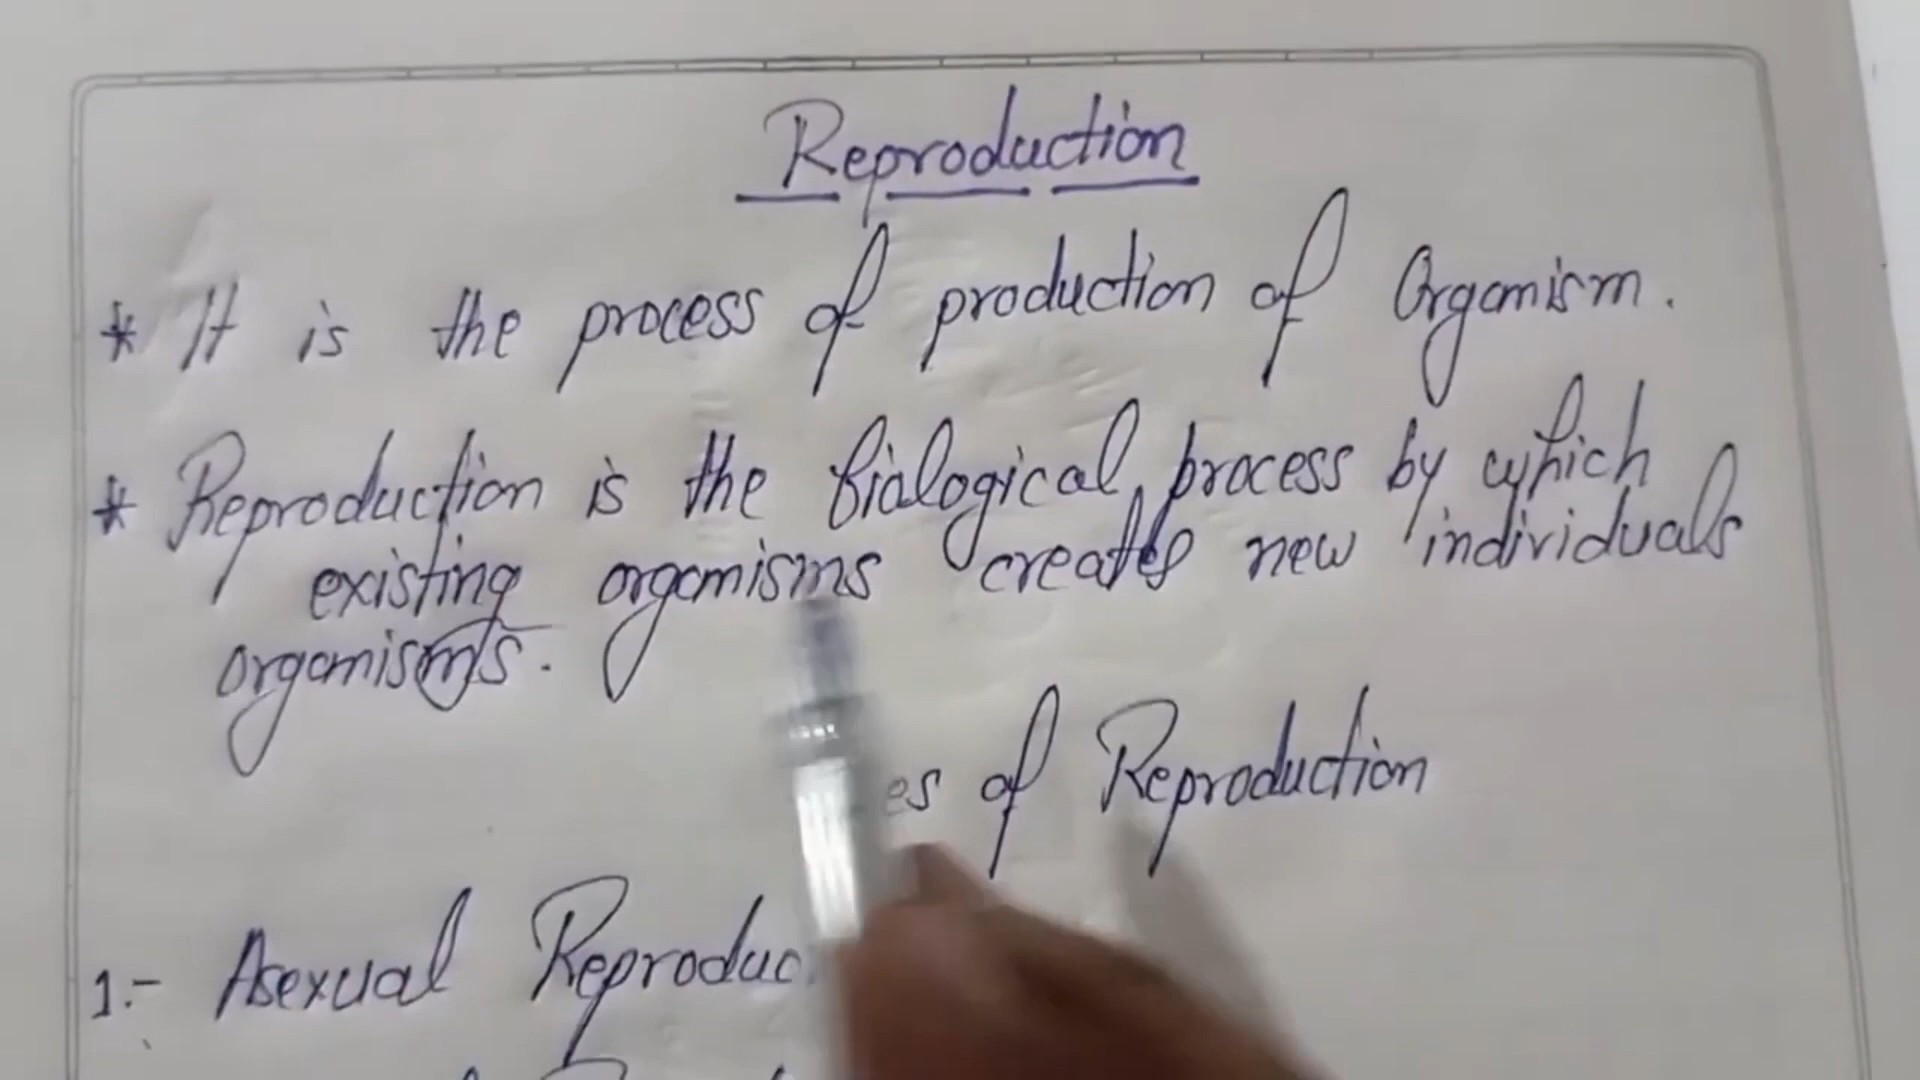 Reproduction
* It is the process of production of Organism.
* Reproduction is the biological process by which
existing organisms creates new individuals
organisms.
of Reproduction
1.- Asexual